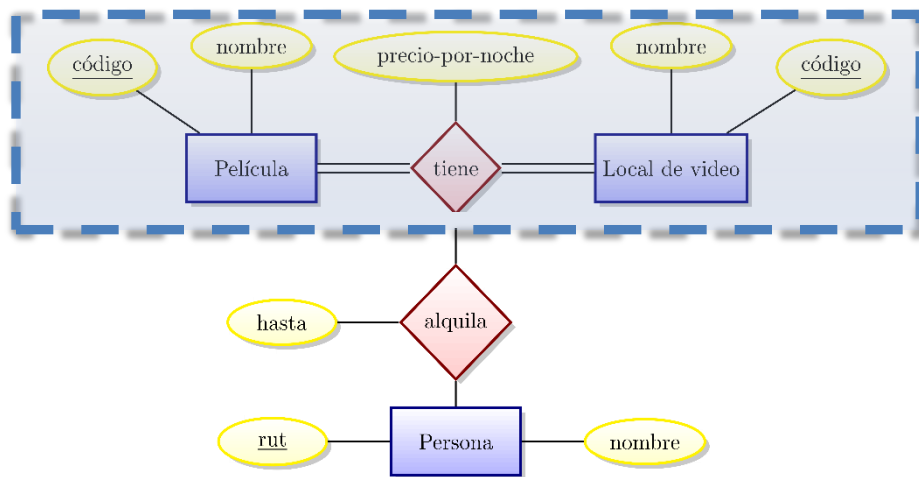 nombre
precio-por-noche
nombre
código
código
Película
tiene
Local de video
hasta
alquila
rut
Persona
nombre